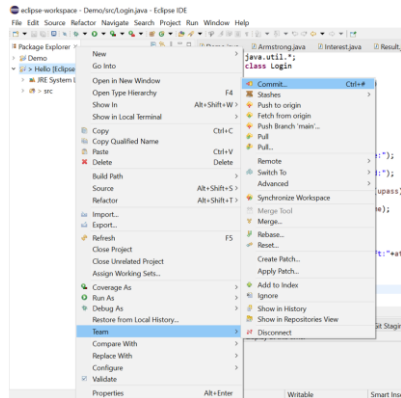 eclipse-workspace - Demo/src/Login.java - Eclipse IDE
File Edit Source Refactor Navigate Search Project Run Window Help
Package Explorer
Armstrong.java
Interest.java
Result.
Demo
> Hello [Eclipse
JRE System L
> src
java.util.*;
class Login
New
Go Into
Open in New Window
Open Type Hierarchy F4
Show In Alt+Shift+W >
Show in Local Terminal
Copy Ctrl+C
Copy Qualified Name
Paste Ctrl+V
Delete Delete
Build Path
Source Alt+Shift+S >
Refactor Alt+Shift+T >
Import...
Export...
Refresh F5
Close Project
Close Unrelated Project
Assign Working Sets...
Coverage As
Run As
Debug As
Restore from Local History...
Team
Compare With
Replace With
Configure
Validate
Properties Alt+Enter
Commit... Ctrl+#
Stashes
Push to origin
Fetch from origin
Push Branch 'main'...
Pull
Pull...
Remote
Switch To
Advanced
Synchronize Workspace
Merge Tool
Merge...
Rebase...
Reset...
Create Patch...
Apply Patch...
Add to Index
Ignore
Show in History
Show in Repositories View
Disconnect
upass)
Git Stagin
Writable
Smart Inse